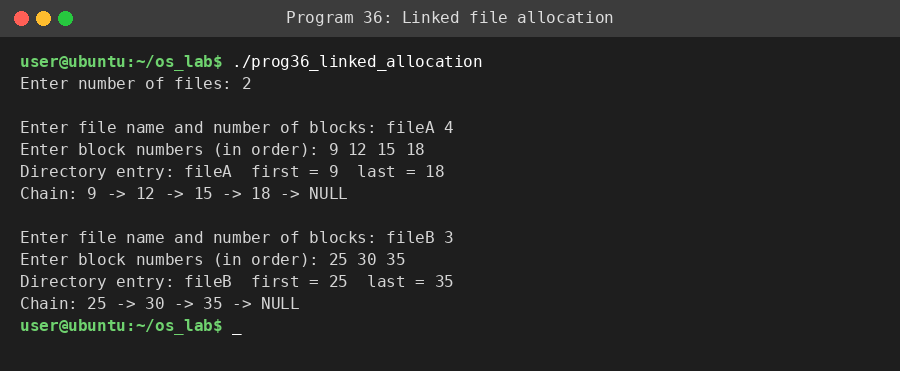 Program 36: Linked file allocation
user@ubuntu:~/os_lab$ ./prog36_linked_allocation
Enter number of files: 2
Enter file name and number of blocks: fileA 4
Enter block numbers (in order): 9 12 15 18
Directory entry: fileA  first = 9  last = 18
Chain: 9 -> 12 -> 15 -> 18 -> NULL
Enter file name and number of blocks: fileB 3
Enter block numbers (in order): 25 30 35
Directory entry: fileB  first = 25  last = 35
Chain: 25 -> 30 -> 35 -> NULL
user@ubuntu:~/os_lab$ _